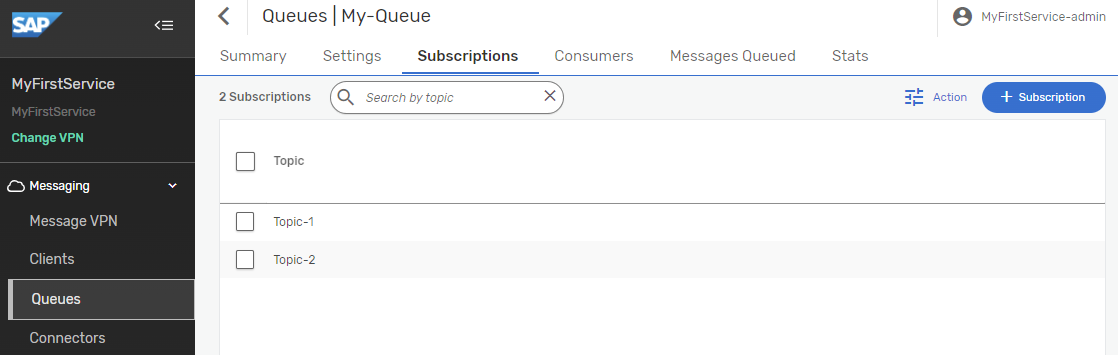 SAP
MyFirstService
MyFirstService
Change VPN
Messaging
Message VPN
Clients
Queues
Connectors
Queues | My-Queue
MyFirstService-admin
Summary Settings Subscriptions Consumers Messages Queued Stats
2 Subscriptions Search by topic Action + Subscription
Topic
Topic-1
Topic-2